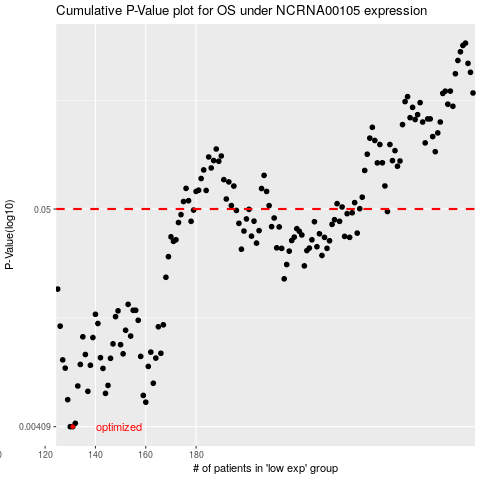 Cumulative P-Value plot for OS under NCRNA00105 expression
P-Value(log10)
0.05
0.00409
optimized
0 120 140 160 180
# of patients in 'low exp' group